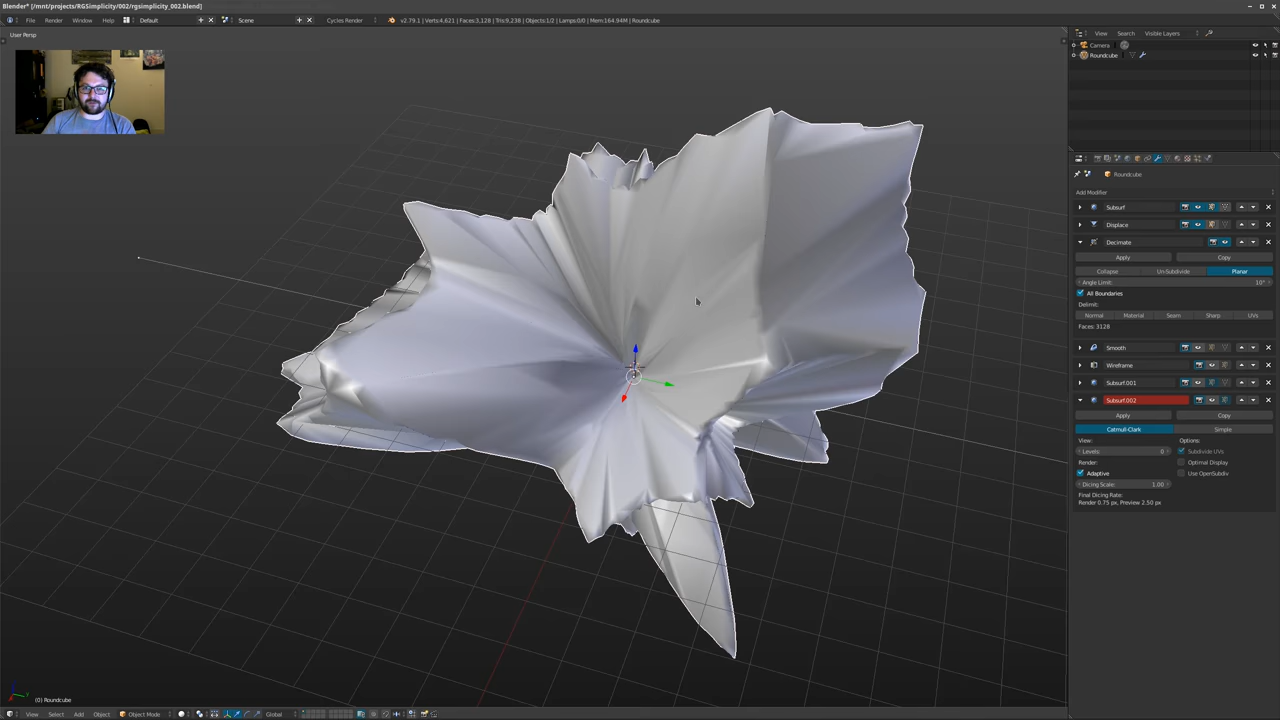 Blender* [/mnt/projects/RGSimplicity/002/rgsimplicity_002.blend]
File Render Window Help Default Scene Cycles Render v2.79.1 | Verts:4,621 | Faces:3,128 | Tris:9,238 | Objects:1/2 | Lamps:0/0 | Mem:164.94M | Roundcube
User Persp
View Search Visible Layers
Camera
Roundcube
Roundcube
Add Modifier
Subsurf
Displace
Decimate
Apply Copy
Collapse Un-Subdivide Planar
Angle Limit: 10°
All Boundaries
Delimit:
Normal Material Seam Sharp UVs
Faces: 3128
Smooth
Wireframe
Subsurf.001
Subsurf.002
Apply Copy
Catmull-Clark Simple
View: Options:
Levels: 0 Subdivide UVs
Render: Optimal Display
Adaptive Use OpenSubdiv
Dicing Scale: 1.00
Final Dicing Rate:
Render 0.75 px, Preview 2.50 px
(0) Roundcube
View Select Add Object Object Mode Global